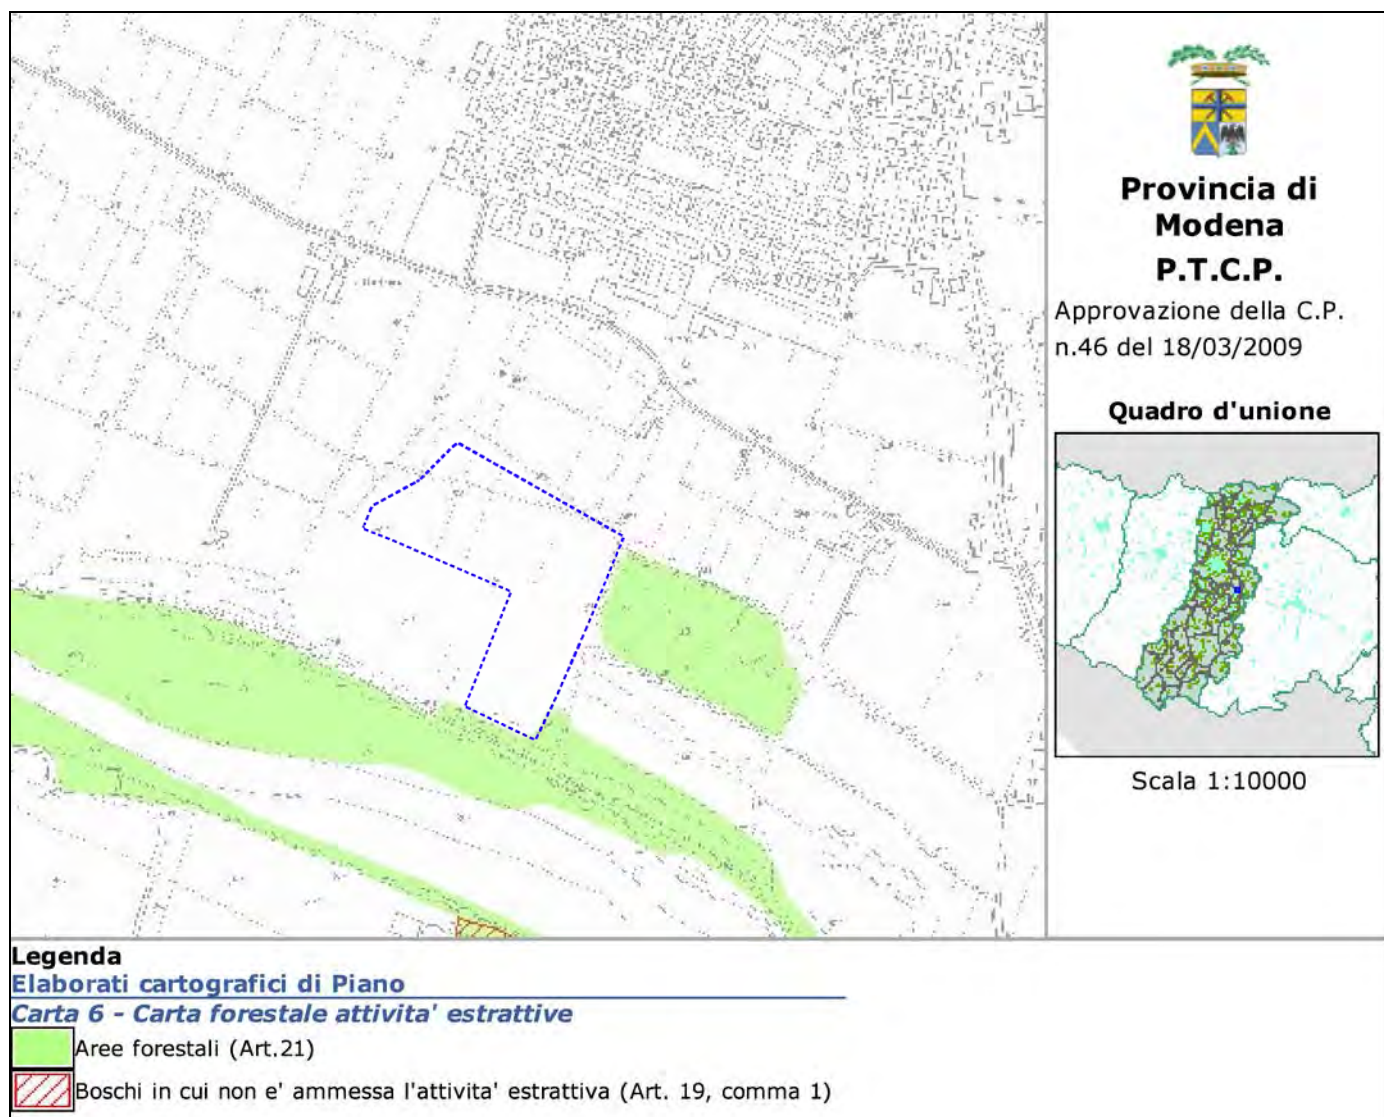 Provincia di
Modena
P.T.C.P.
Approvazione della C.P.
n.46 del 18/03/2009
Quadro d'unione
Scala 1:10000
Legenda
Elaborati cartografici di Piano
Carta 6 - Carta forestale attivita' estrattive
Aree forestali (Art.21)
Boschi in cui non e' ammessa l'attivita' estrattiva (Art. 19, comma 1)